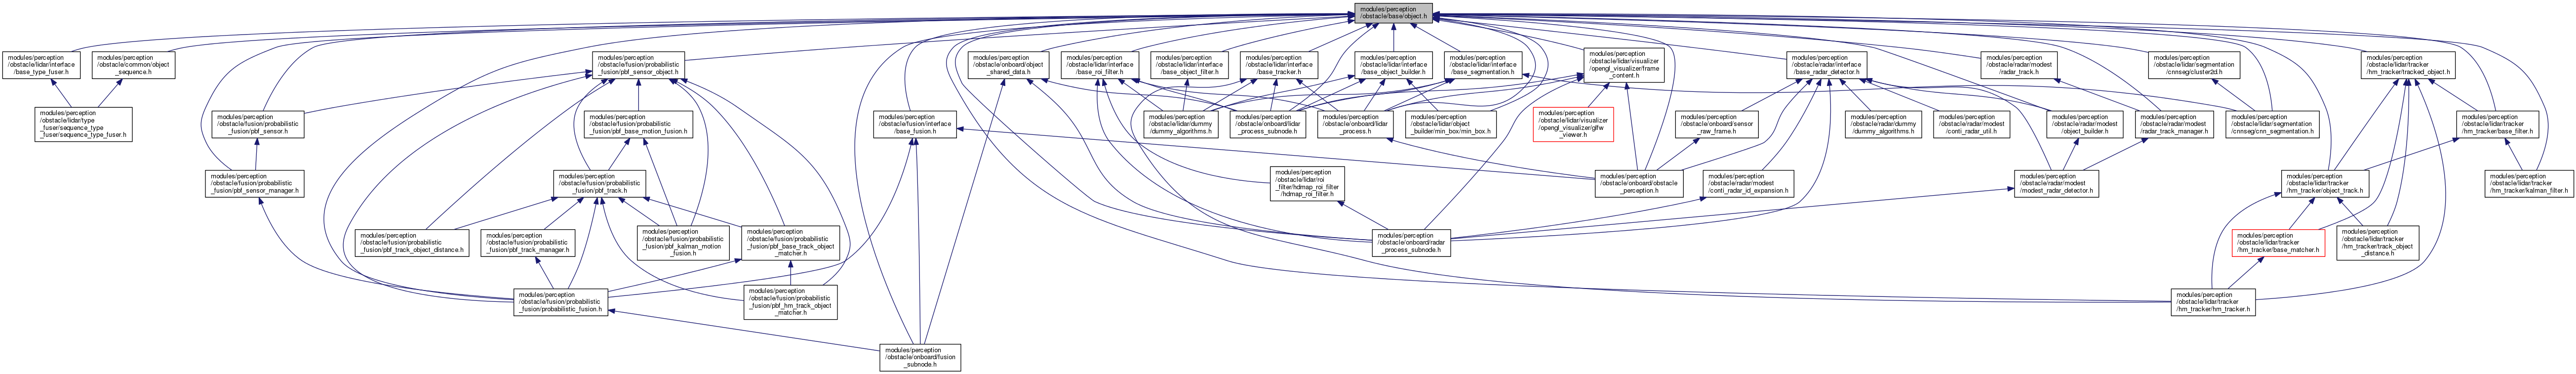 modules/perception
/obstacle/base/object.h
modules/perception
/obstacle/lidar/interface
/base_type_fuser.h
modules/perception
/obstacle/common/object
_sequence.h
modules/perception
/obstacle/fusion/probabilistic
_fusion/pbf_sensor_object.h
modules/perception
/obstacle/onboard/object
_shared_data.h
modules/perception
/obstacle/lidar/interface
/base_roi_filter.h
modules/perception
/obstacle/lidar/interface
/base_object_filter.h
modules/perception
/obstacle/lidar/interface
/base_tracker.h
modules/perception
/obstacle/lidar/interface
/base_object_builder.h
modules/perception
/obstacle/lidar/interface
/base_segmentation.h
modules/perception
/obstacle/lidar/visualizer
/opengl_visualizer/frame
_content.h
modules/perception
/obstacle/radar/interface
/base_radar_detector.h
modules/perception
/obstacle/radar/modest
/radar_track.h
modules/perception
/obstacle/lidar/segmentation
/cnnseg/cluster2d.h
modules/perception
/obstacle/lidar/tracker
/hm_tracker/tracked_object.h
modules/perception
/obstacle/lidar/type
_fuser/sequence_type
_fuser/sequence_type_fuser.h
modules/perception
/obstacle/fusion/probabilistic
_fusion/pbf_sensor.h
modules/perception
/obstacle/fusion/probabilistic
_fusion/pbf_base_motion_fusion.h
modules/perception
/obstacle/fusion/interface
/base_fusion.h
modules/perception
/obstacle/lidar/dummy
/dummy_algorithms.h
modules/perception
/obstacle/onboard/lidar
_process_subnode.h
modules/perception
/obstacle/onboard/lidar
_process.h
modules/perception
/obstacle/lidar/object
_builder/min_box/min_box.h
modules/perception
/obstacle/lidar/visualizer
/opengl_visualizer/glfw
_viewer.h
modules/perception
/obstacle/onboard/sensor
_raw_frame.h
modules/perception
/obstacle/radar/dummy
/dummy_algorithms.h
modules/perception
/obstacle/radar/modest
/conti_radar_util.h
modules/perception
/obstacle/radar/modest
/object_builder.h
modules/perception
/obstacle/radar/modest
/radar_track_manager.h
modules/perception
/obstacle/lidar/segmentation
/cnnseg/cnn_segmentation.h
modules/perception
/obstacle/lidar/tracker
/hm_tracker/base_filter.h
modules/perception
/obstacle/fusion/probabilistic
_fusion/pbf_sensor_manager.h
modules/perception
/obstacle/fusion/probabilistic
_fusion/pbf_track.h
modules/perception
/obstacle/lidar/roi
_filter/hdmap_roi_filter
/hdmap_roi_filter.h
modules/perception
/obstacle/onboard/obstacle
_perception.h
modules/perception
/obstacle/radar/modest
/conti_radar_id_expansion.h
modules/perception
/obstacle/radar/modest
/modest_radar_detector.h
modules/perception
/obstacle/lidar/tracker
/hm_tracker/object_track.h
modules/perception
/obstacle/lidar/tracker
/hm_tracker/kalman_filter.h
modules/perception
/obstacle/fusion/probabilistic
_fusion/pbf_track_object_distance.h
modules/perception
/obstacle/fusion/probabilistic
_fusion/pbf_track_manager.h
modules/perception
/obstacle/fusion/probabilistic
_fusion/pbf_kalman_motion
_fusion.h
modules/perception
/obstacle/fusion/probabilistic
_fusion/pbf_base_track_object
_matcher.h
modules/perception
/obstacle/onboard/radar
_process_subnode.h
modules/perception
/obstacle/lidar/tracker
/hm_tracker/base_matcher.h
modules/perception
/obstacle/lidar/tracker
/hm_tracker/track_object
_distance.h
modules/perception
/obstacle/fusion/probabilistic
_fusion/probabilistic_fusion.h
modules/perception
/obstacle/fusion/probabilistic
_fusion/pbf_hm_track_object
_matcher.h
modules/perception
/obstacle/lidar/tracker
/hm_tracker/hm_tracker.h
modules/perception
/obstacle/onboard/fusion
_subnode.h